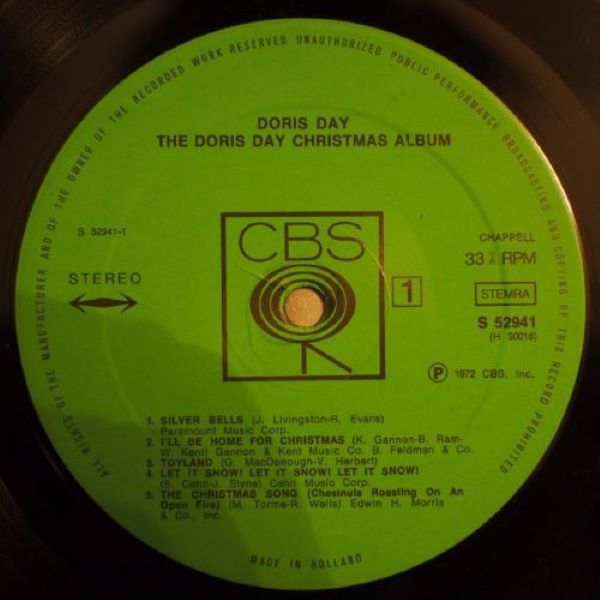 ALL RIGHTS OF THE MANUFACTURER AND OF THE OWNER OF THE RECORDED WORK RESERVED UNAUTHORIZED PUBLIC PERFORMANCE BROADCASTING AND COPYING OF THIS RECORD PROHIBITED
DORIS DAY
THE DORIS DAY CHRISTMAS ALBUM
S 52941-1
STEREO
CBS
1
CHAPPELL
33⅓ RPM
STEMRA
S 52941
(H 30016)
Ⓟ 1972 CBS, Inc.
1. SILVER BELLS (J. Livingston-R. Evans)
Paramount Music Corp.
2. I'LL BE HOME FOR CHRISTMAS (K. Gannon-B. Ram-
W. Kent) Gannon & Kent Music Co. B. Feldman & Co.
3. TOYLAND (G. MacDonough-V. Herbert)
4. LET IT SNOW! LET IT SNOW! LET IT SNOW!
(S. Cahn-J. Styne) Cahn Music Corp.
5. THE CHRISTMAS SONG (Chestnuts Roasting On An
Open Fire) (M. Torme-R. Wells) Edwin H. Morris
& Co., Inc.
MADE IN HOLLAND